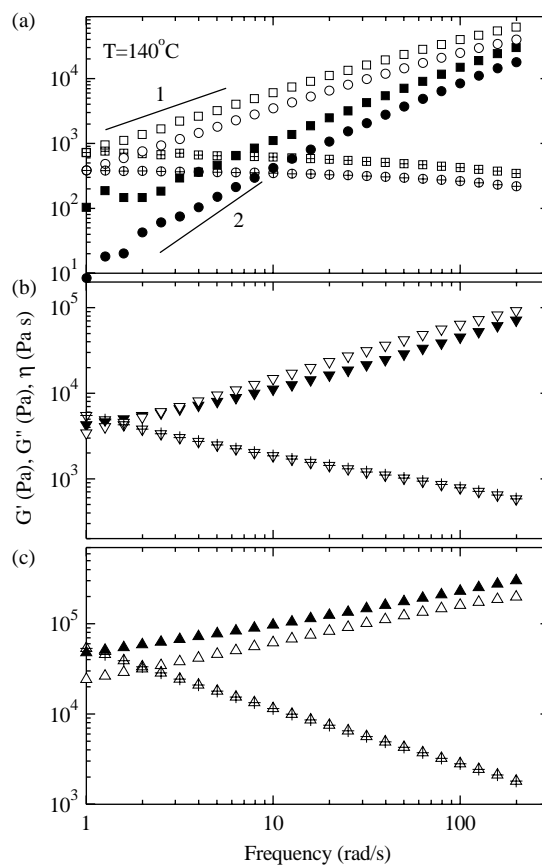 (a)
T=140°C
1
2
10⁴
10³
10²
10¹
(b)
10⁵
10⁴
10³
(c)
10⁵
10⁴
10³
G' (Pa), G" (Pa), η (Pa s)
1
10
100
Frequency (rad/s)